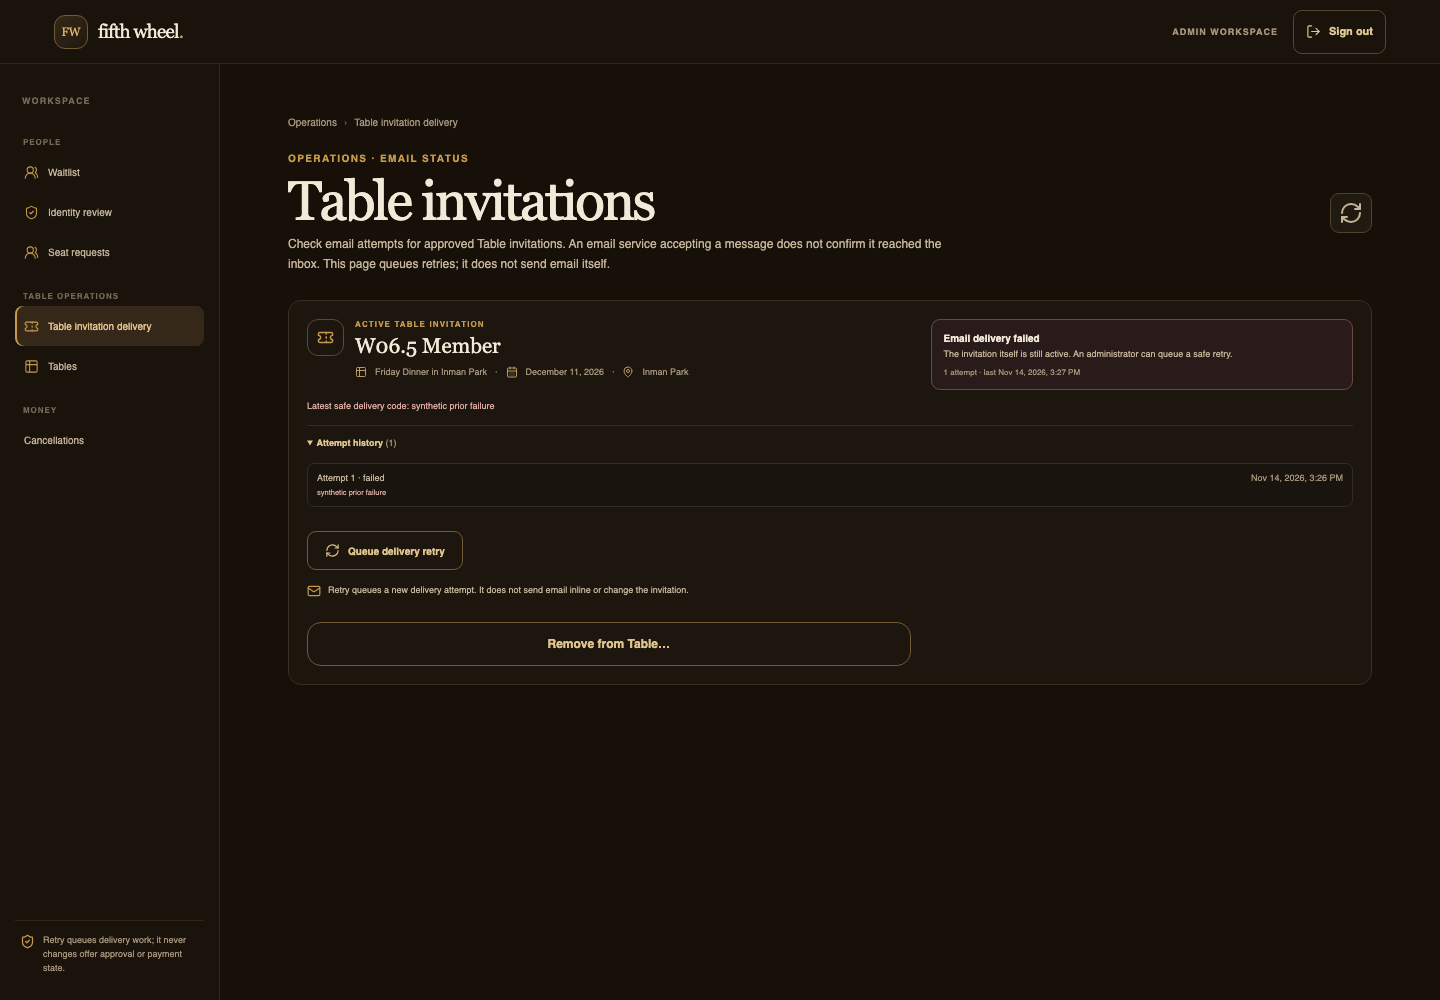 FW
fifth wheel.
ADMIN WORKSPACE
Sign out
WORKSPACE
PEOPLE
Waitlist
Identity review
Seat requests
TABLE OPERATIONS
Table invitation delivery
Tables
MONEY
Cancellations
Retry queues delivery work; it never
changes offer approval or payment
state.
Operations › Table invitation delivery
OPERATIONS · EMAIL STATUS
Table invitations
Check email attempts for approved Table invitations. An email service accepting a message does not confirm it reached the
inbox. This page queues retries; it does not send email itself.
ACTIVE TABLE INVITATION
W06.5 Member
Friday Dinner in Inman Park · December 11, 2026 · Inman Park
Email delivery failed
The invitation itself is still active. An administrator can queue a safe retry.
1 attempt · last Nov 14, 2026, 3:27 PM
Latest safe delivery code: synthetic prior failure
▾ Attempt history (1)
Attempt 1 · failed
Nov 14, 2026, 3:26 PM
synthetic prior failure
Queue delivery retry
Retry queues a new delivery attempt. It does not send email inline or change the invitation.
Remove from Table…